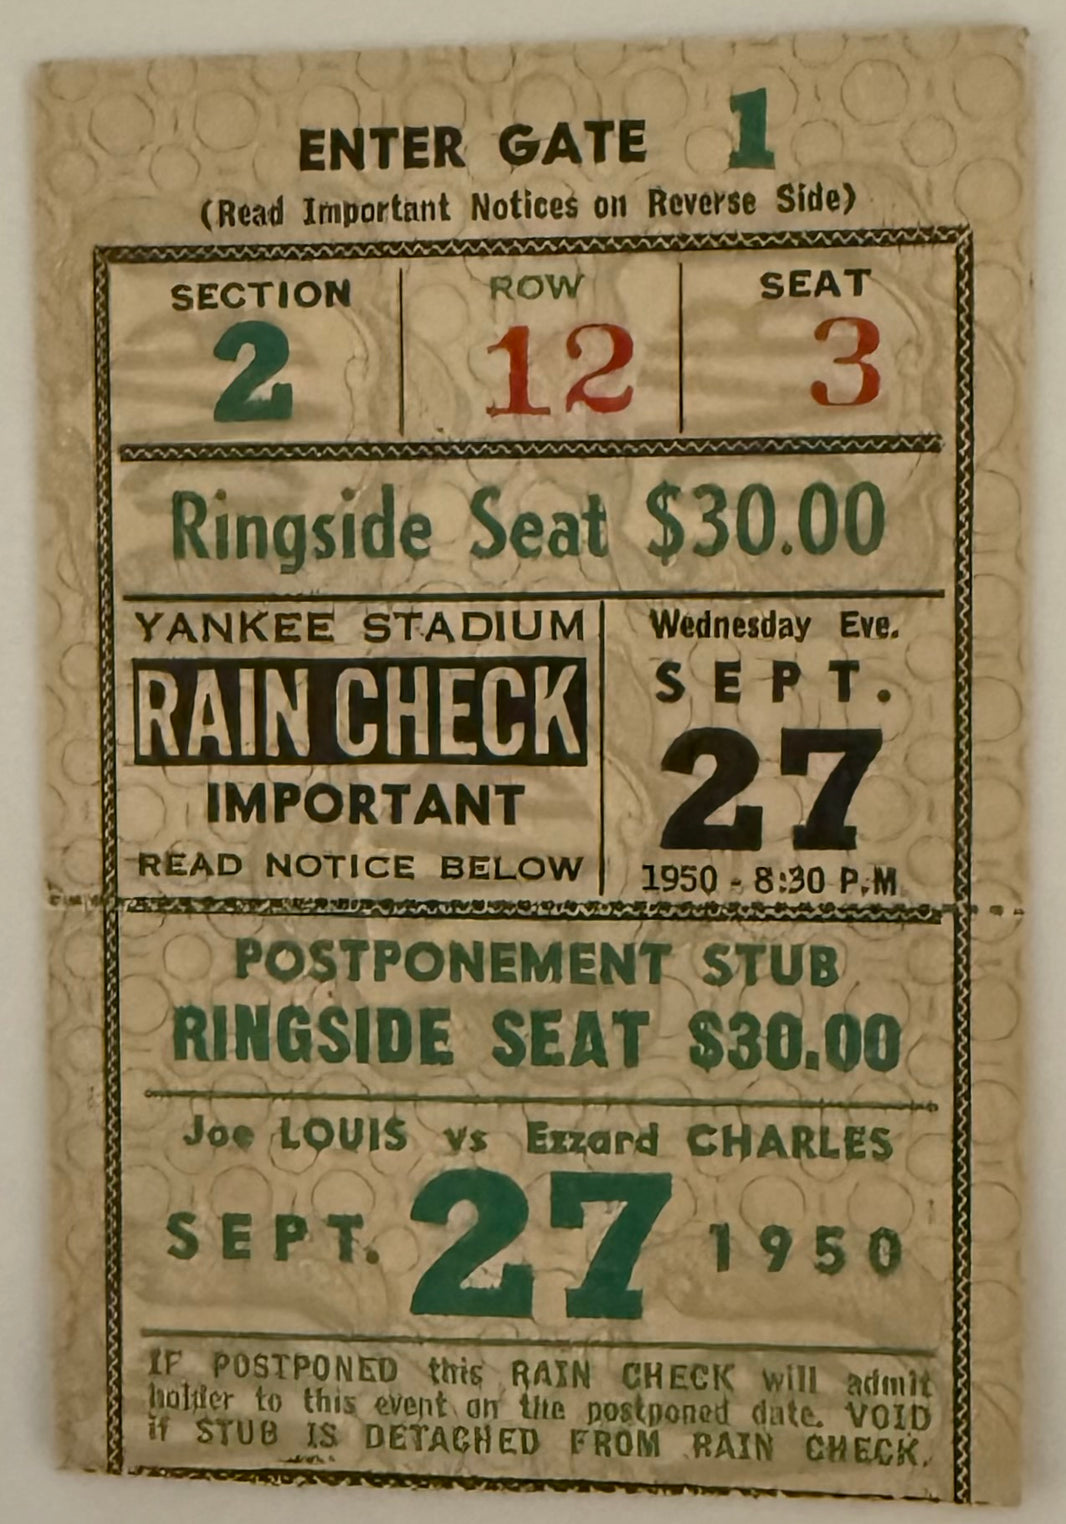 ENTER GATE 1
(Read Important Notices on Reverse Side)
SECTION ROW SEAT
2 12 3
Ringside Seat $30.00
YANKEE STADIUM
RAIN CHECK
IMPORTANT
READ NOTICE BELOW
Wednesday Eve.
SEPT.
27
1950 - 8:30 P.M
POSTPONEMENT STUB
RINGSIDE SEAT $30.00
Joe LOUIS vs Ezzard CHARLES
SEPT. 27 1950
IF POSTPONED this RAIN CHECK will admit
holder to this event on the postponed date. VOID
if STUB IS DETACHED FROM RAIN CHECK.